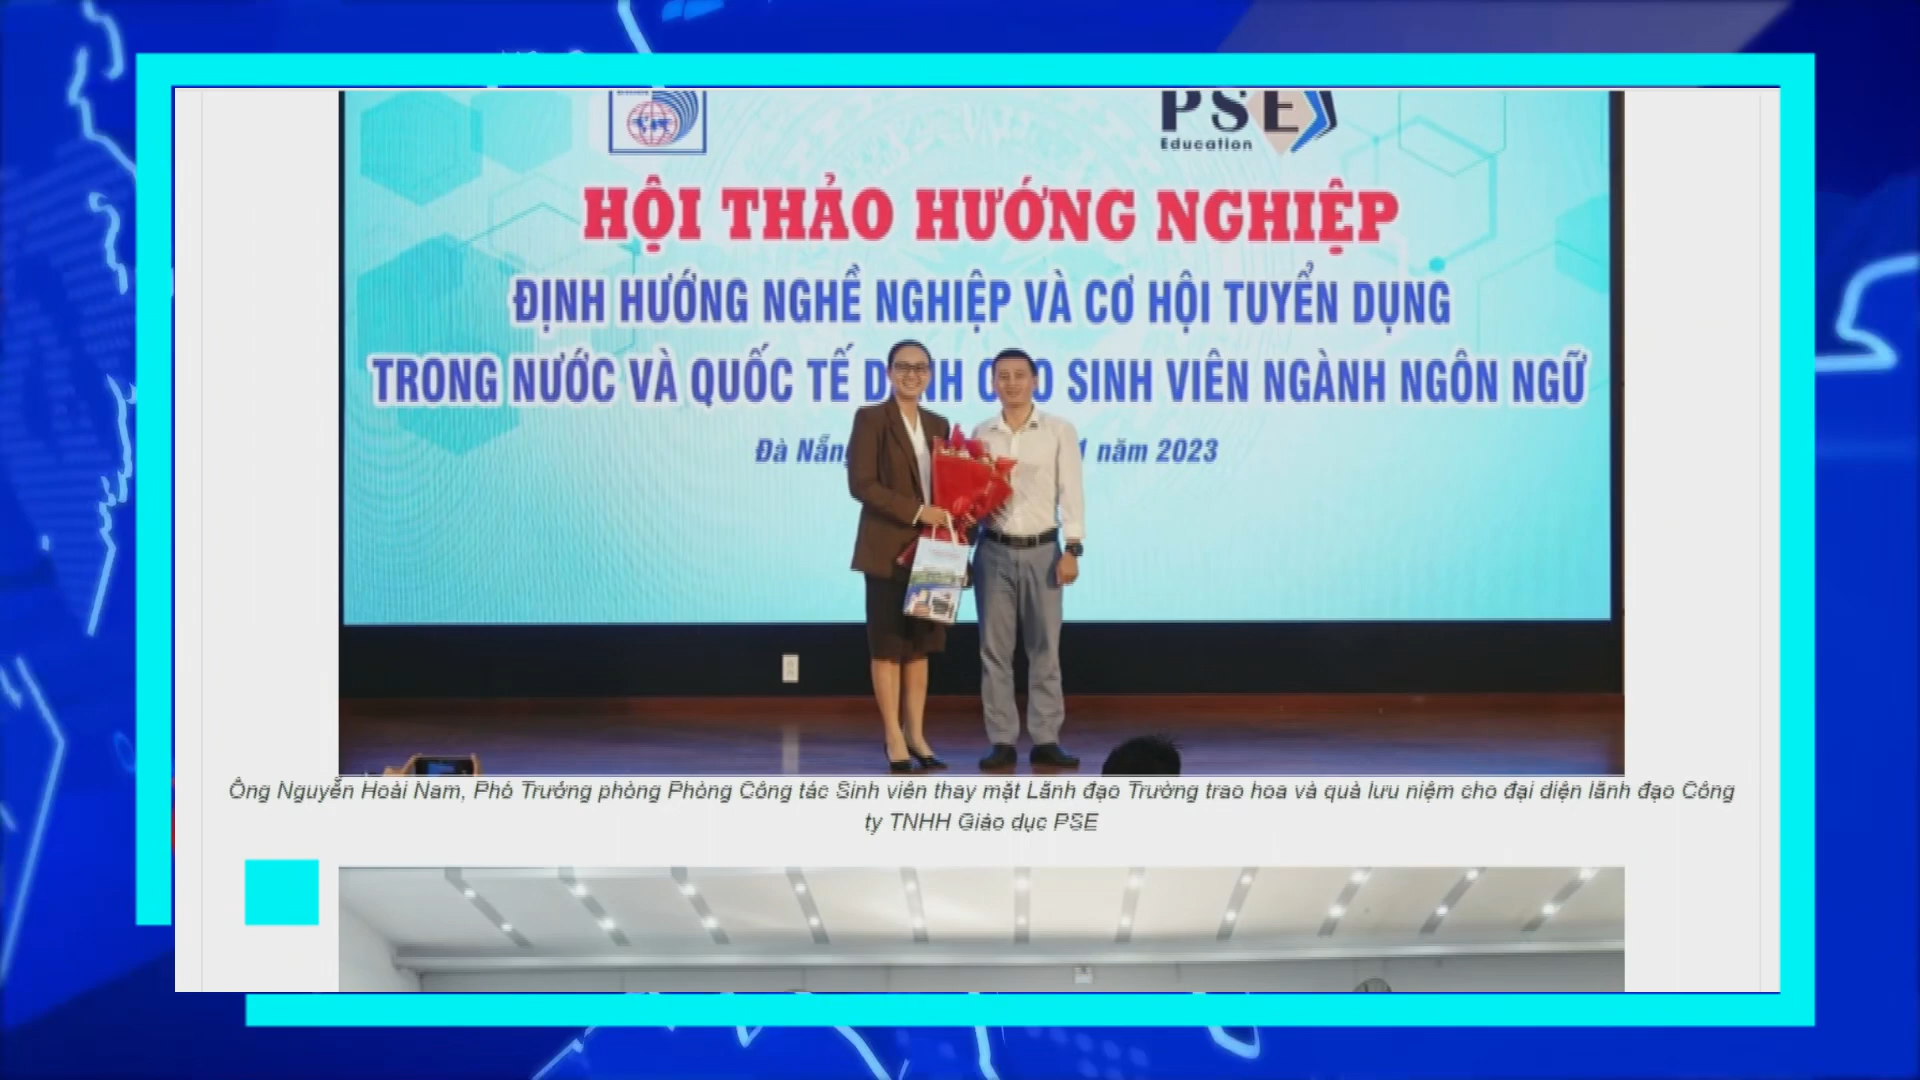 PSE
Education
HỘI THẢO HƯỚNG NGHIỆP
ĐỊNH HƯỚNG NGHỀ NGHIỆP VÀ CƠ HỘI TUYỂN DỤNG
TRONG NƯỚC VÀ QUỐC TẾ DÀNH CHO SINH VIÊN NGÀNH NGÔN NGỮ
Đà Nẵng 1 năm 2023
Ông Nguyễn Hoài Nam, Phó Trưởng phòng Phòng Công tác Sinh viên thay mặt Lãnh đạo Trường trao hoa và quà lưu niệm cho đại diện lãnh đạo Công
ty TNHH Giáo dục PSE